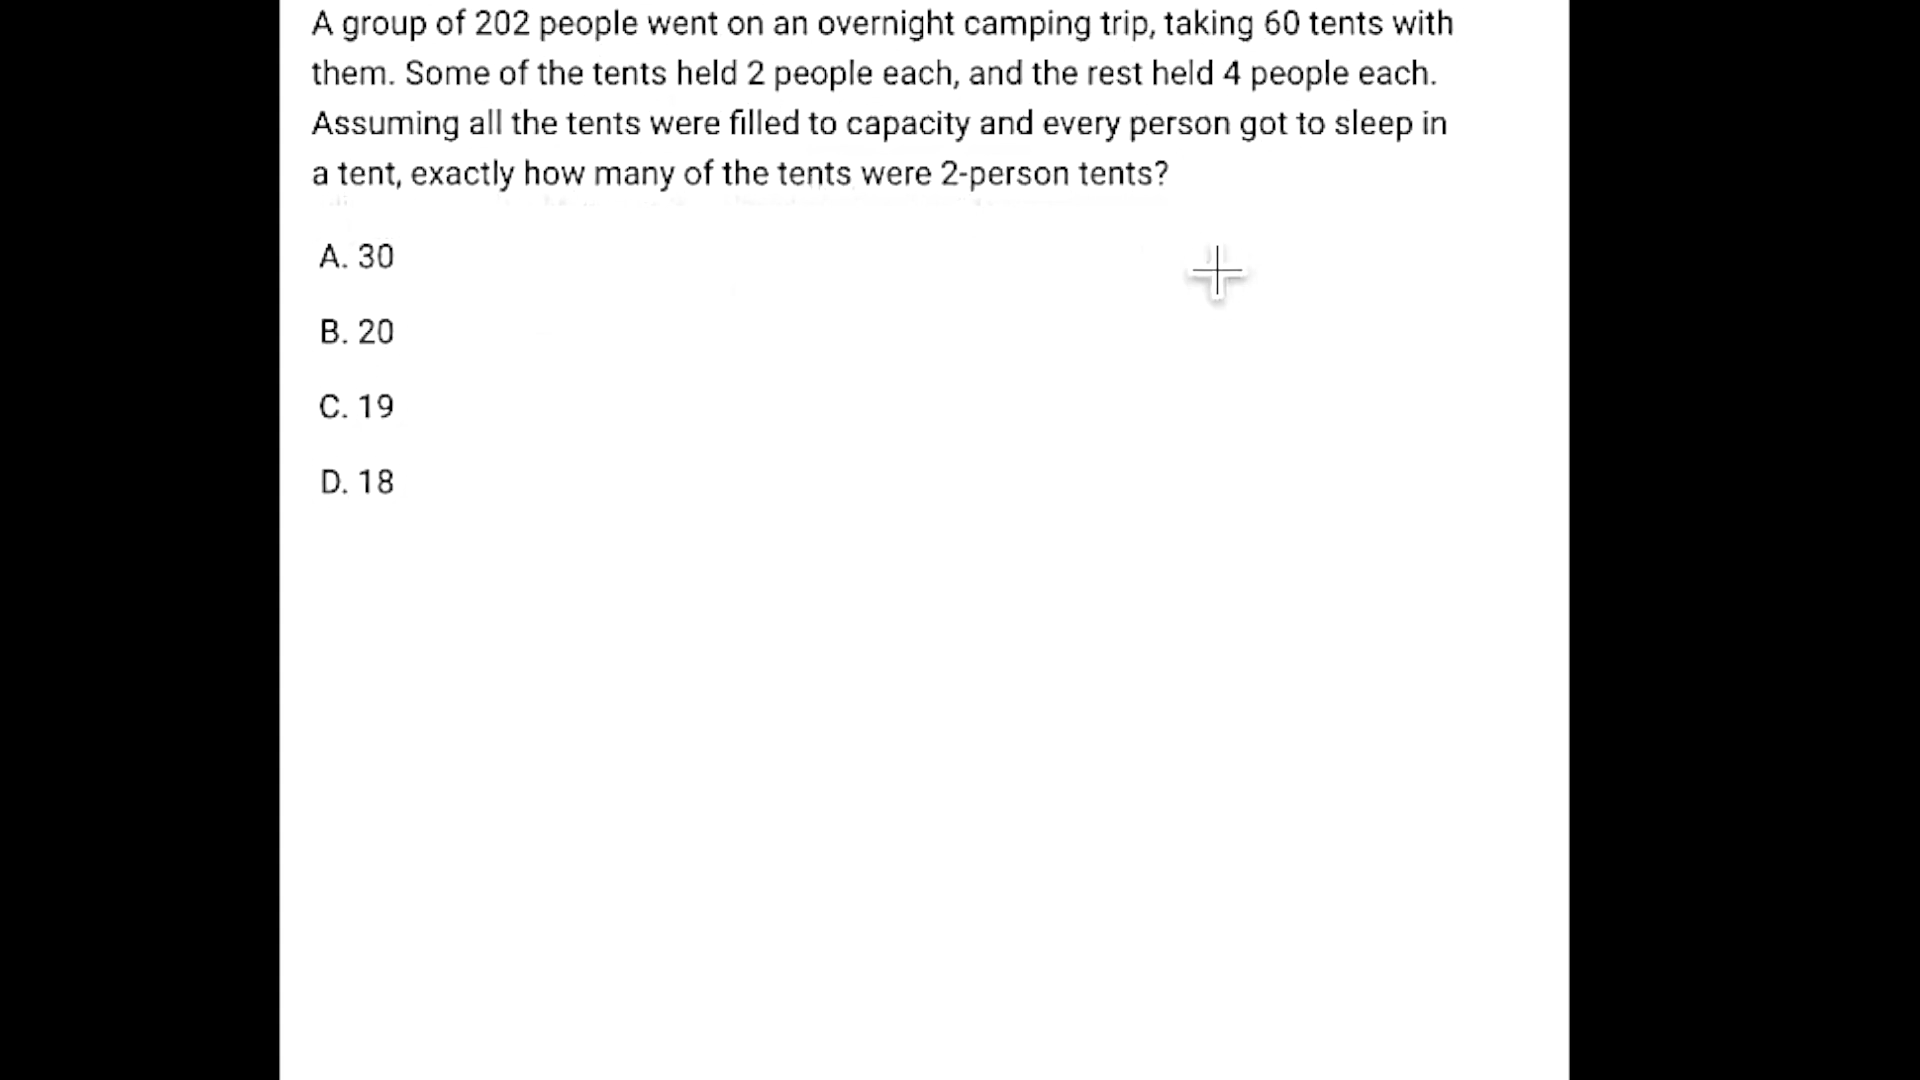 A group of 202 people went on an overnight camping trip, taking 60 tents with
them. Some of the tents held 2 people each, and the rest held 4 people each.
Assuming all the tents were filled to capacity and every person got to sleep in
a tent, exactly how many of the tents were 2-person tents?
A. 30
B. 20
C. 19
D. 18